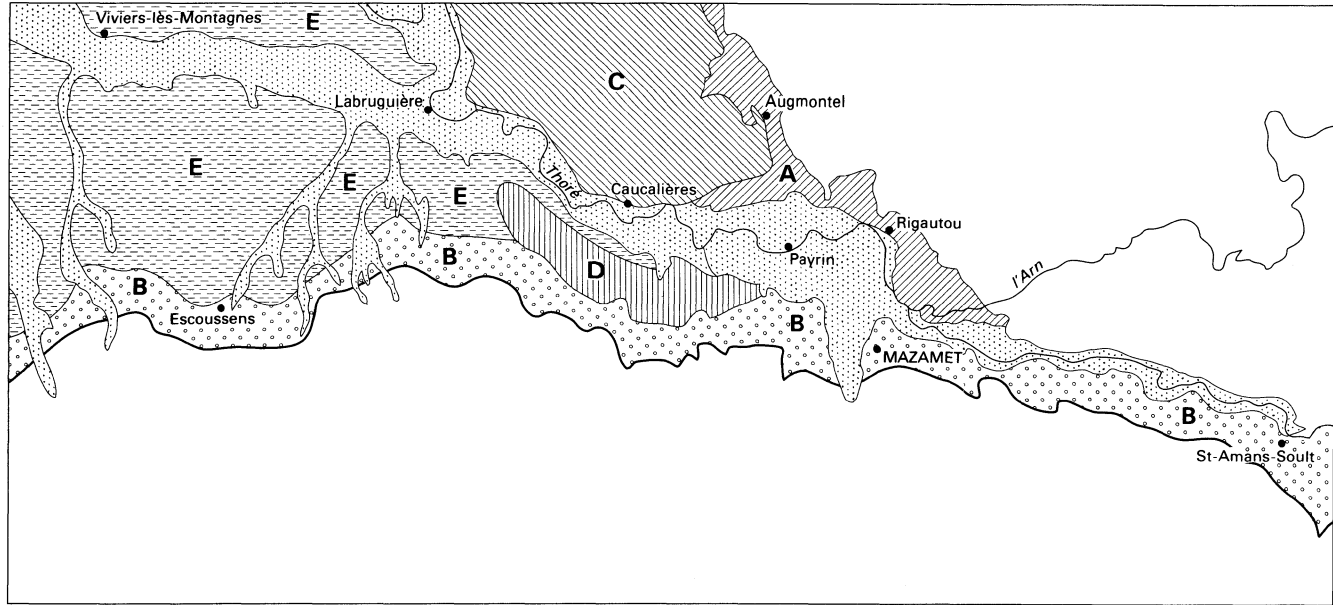 Viviers-lès-Montagnes
E
C
Labruguière
Augmontel
E
E
E
Thoré
Caucalières
A
Rigautou
B
B
D
Payrin
l'Arn
Escoussens
B
MAZAMET
B
St-Amans-Soult